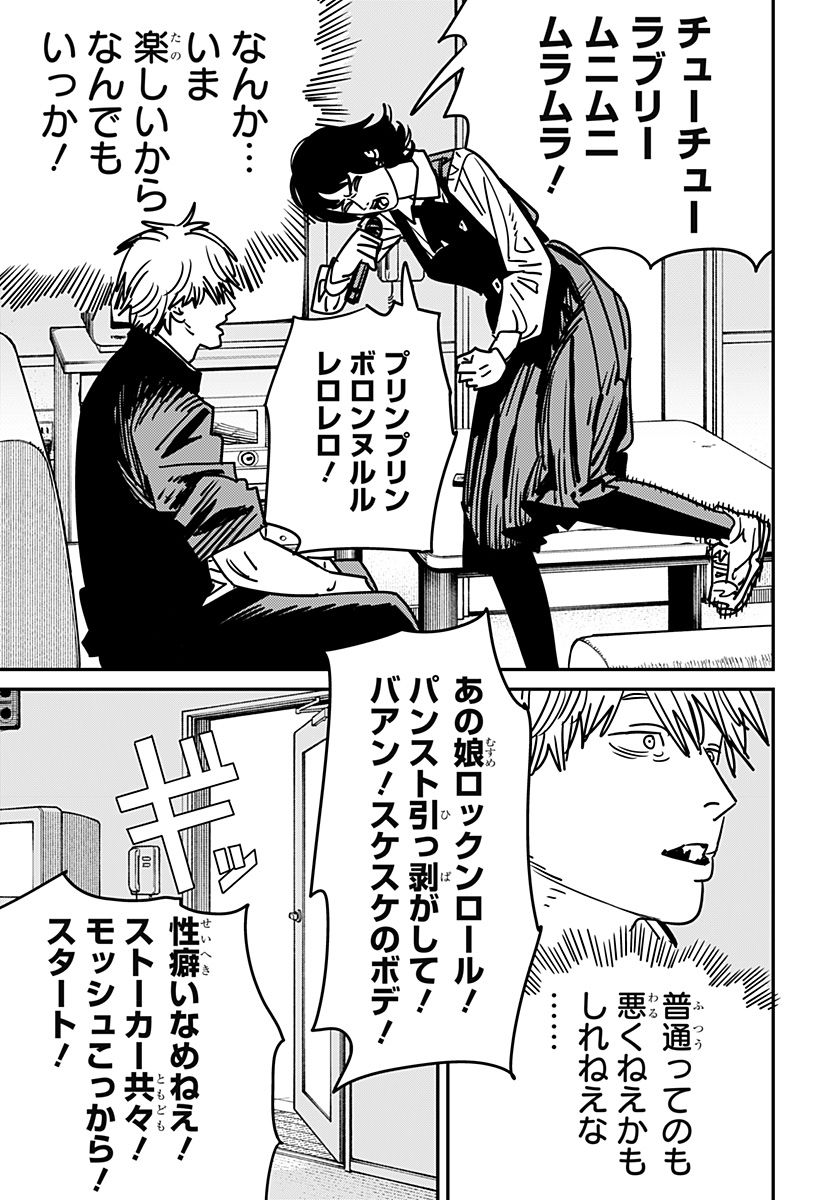 チューチュー
ラブリー
ムニムニ
ムラムラ！
なんか…
いま
楽しいから
なんでも
いっか！
プリンプリン
ボロンヌルル
レロレロ！
あの娘ロックンロール！
パンスト引っ剥がして！
バアン！スケスケのボデ！
普通ってのも
悪くねえかも
しれねえな
……
ギッ
性癖いなめねえ！
ストーカー共々！
モッシュこっから！
スタート！